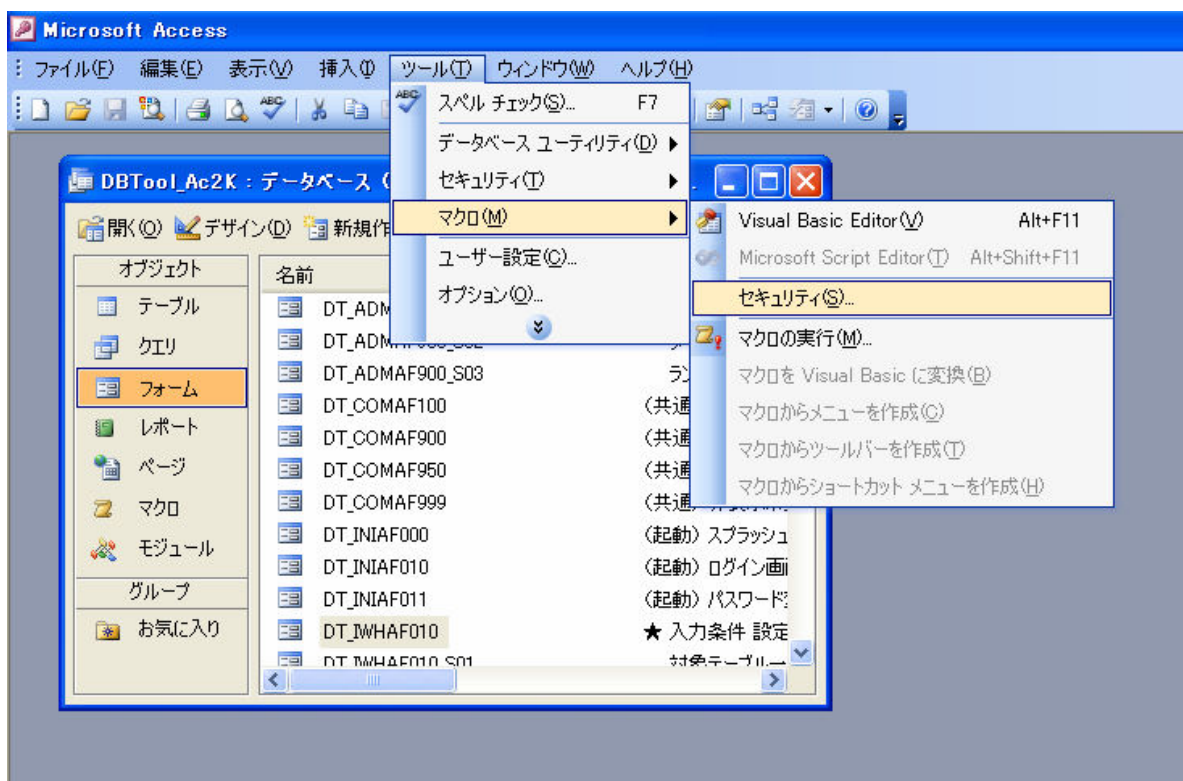 Microsoft Access
ファイル(F) 編集(E) 表示(V) 挿入(I) ツール(T) ウィンドウ(W) ヘルプ(H)
スペル チェック(S)... F7
データベース ユーティリティ(D)
セキュリティ(T)
マクロ(M)
ユーザー設定(C)...
オプション(O)...
Visual Basic Editor(V) Alt+F11
Microsoft Script Editor(T) Alt+Shift+F11
セキュリティ(S)...
マクロの実行(M)...
マクロを Visual Basic に変換(B)
マクロからメニューを作成(C)
マクロからツールバーを作成(T)
マクロからショートカット メニューを作成(H)
DBTool_Ac2K : データベース (
開く(O) デザイン(D) 新規作
オブジェクト
テーブル
クエリ
フォーム
レポート
ページ
マクロ
モジュール
グループ
お気に入り
名前
DT_ADM
DT_ADMAF900_S03 ラン
DT_COMAF100 (共通
DT_COMAF900 (共通
DT_COMAF950 (共通
DT_COMAF999 (共通
DT_INIAF000 (起動) スプラッシュ
DT_INIAF010 (起動) ログイン画面
DT_INIAF011 (起動) パスワード
DT_IWHAF010 ★ 入力条件 設定
DT_IWHAF010_S01 対象テーブル一